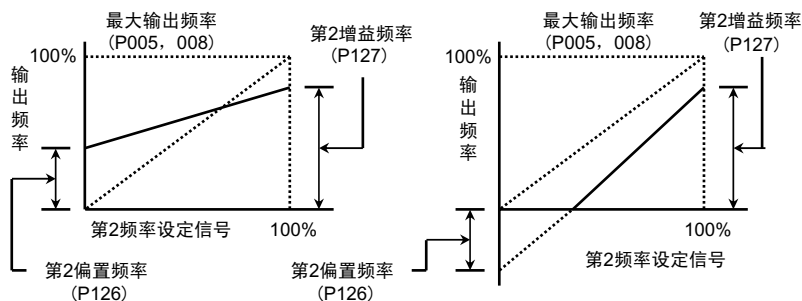 最大输出频率
(P005，008)
第2增益频率
(P127)
100%
输出频率
第2频率设定信号
100%
第2偏置频率
(P126)
最大输出频率
(P005，008)
第2增益频率
(P127)
100%
输出频率
100%
第2频率设定信号
第2偏置频率
(P126)